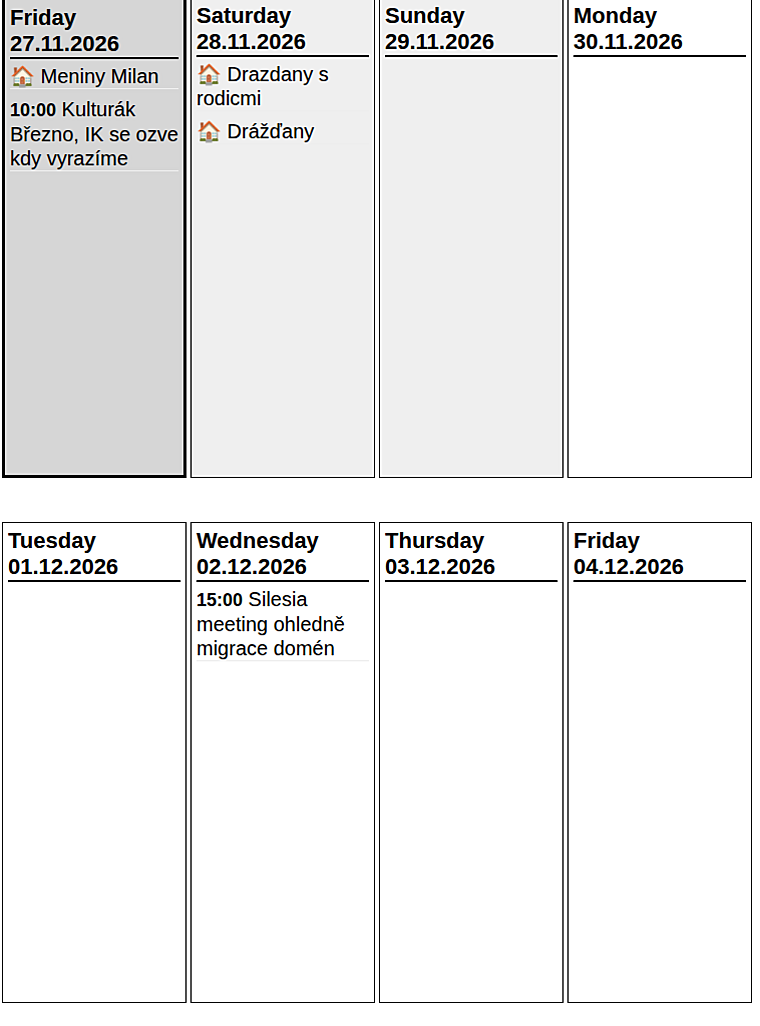 Friday
27.11.2026
🏠 Meniny Milan
10:00 Kulturák
Březno, IK se ozve
kdy vyrazíme
Saturday
28.11.2026
🏠 Drazdany s
rodicmi
🏠 Drážďany
Sunday
29.11.2026
Monday
30.11.2026
Tuesday
01.12.2026
Wednesday
02.12.2026
15:00 Silesia
meeting ohledně
migrace domén
Thursday
03.12.2026
Friday
04.12.2026